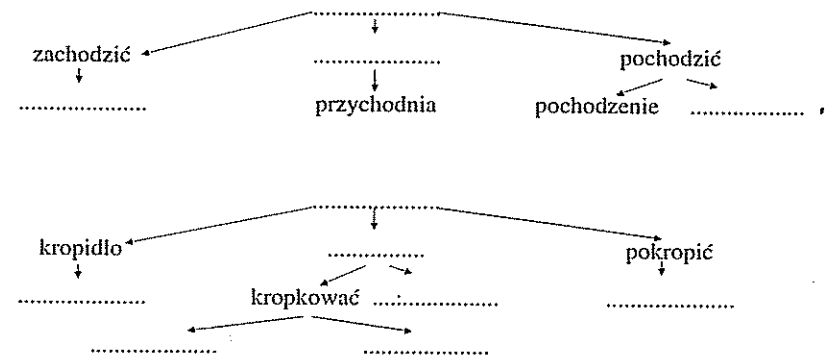 ....................
zachodzić .................... pochodzić
.................... przychodnia pochodzenie .................. ,
....................
kropidło ............... pokropić
.................... kropkować .................... ....................
.................... ....................